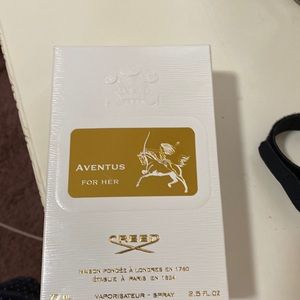 AVENTUS
FOR HER
CREED
MAISON FONDÉE À LONDRES EN 1760
ÉTABLIE À PARIS EN 1854
VAPORISATEUR - SPRAY 2.5 FL.OZ